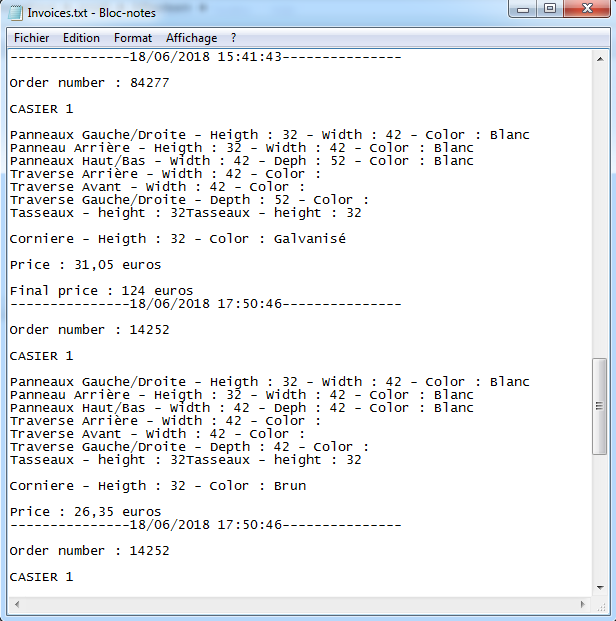 Invoices.txt - Bloc-notes
Fichier Edition Format Affichage ?
---------------18/06/2018 15:41:43---------------
Order number : 84277
CASIER 1
Panneaux Gauche/Droite - Heigth : 32 - Width : 42 - Color : Blanc
Panneau Arrière - Heigth : 32 - Width : 42 - Color : Blanc
Panneaux Haut/Bas - Width : 42 - Deph : 52 - Color : Blanc
Traverse Arrière - Width : 42 - Color :
Traverse Avant - Width : 42 - Color :
Traverse Gauche/Droite - Depth : 52 - Color :
Tasseaux - height : 32Tasseaux - height : 32
Corniere - Heigth : 32 - Color : Galvanisé
Price : 31,05 euros
Final price : 124 euros
---------------18/06/2018 17:50:46---------------
Order number : 14252
CASIER 1
Panneaux Gauche/Droite - Heigth : 32 - Width : 42 - Color : Blanc
Panneau Arrière - Heigth : 32 - Width : 42 - Color : Blanc
Panneaux Haut/Bas - Width : 42 - Deph : 42 - Color : Blanc
Traverse Arrière - Width : 42 - Color :
Traverse Avant - Width : 42 - Color :
Traverse Gauche/Droite - Depth : 42 - Color :
Tasseaux - height : 32Tasseaux - height : 32
Corniere - Heigth : 32 - Color : Brun
Price : 26,35 euros
---------------18/06/2018 17:50:46---------------
Order number : 14252
CASIER 1